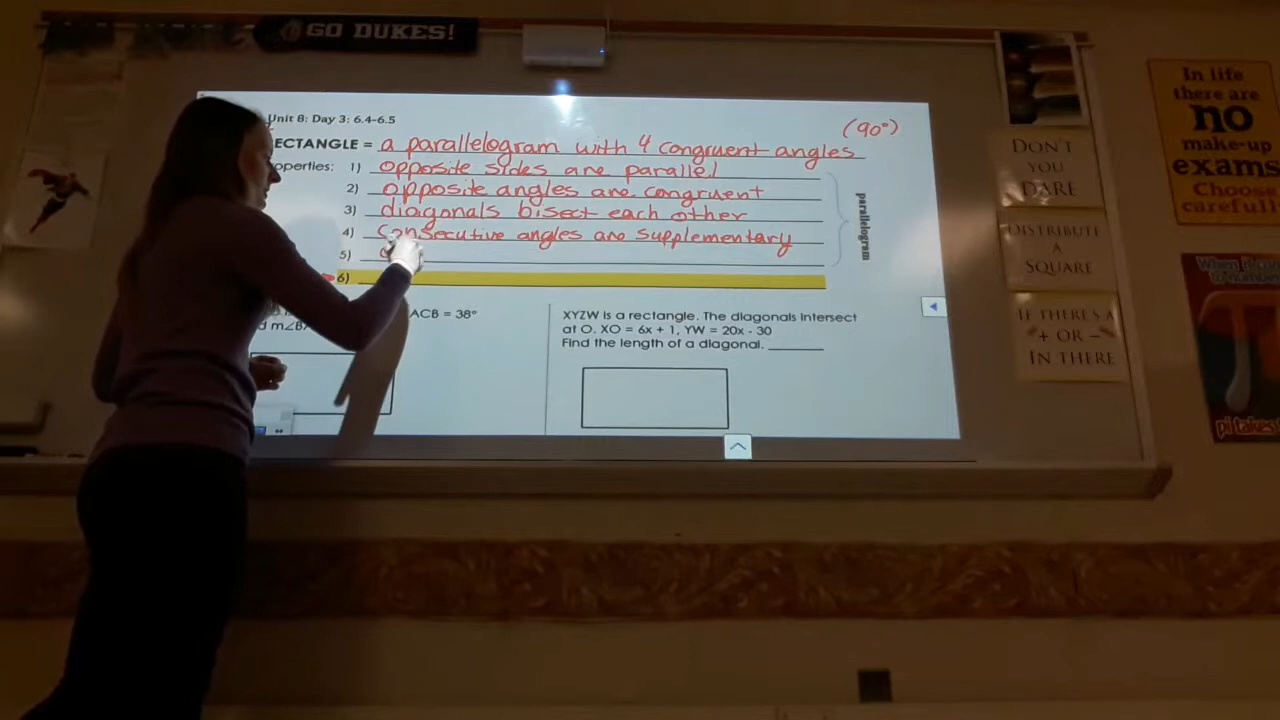 GO DUKES!
Unit 8: Day 3: 6.4-6.5
(90°)
ECTANGLE = a parallelogram with 4 congruent angles
operties: 1) opposite sides are parallel
2) opposite angles are congruent
3) diagonals bisect each other
4) consecutive angles are supplementary
5)
6)
parallelogram
ACB = 38°
d m∠B
XYZW is a rectangle. The diagonals intersect
at O. XO = 6x + 1, YW = 20x - 30
Find the length of a diagonal.
DON'T
YOU
DARE
DISTRIBUTE
A
SQUARE
IF THERE'S A
+ OR –
IN THERE
In life
there are
no
make-up
exams
Choose
carefull
pi takes